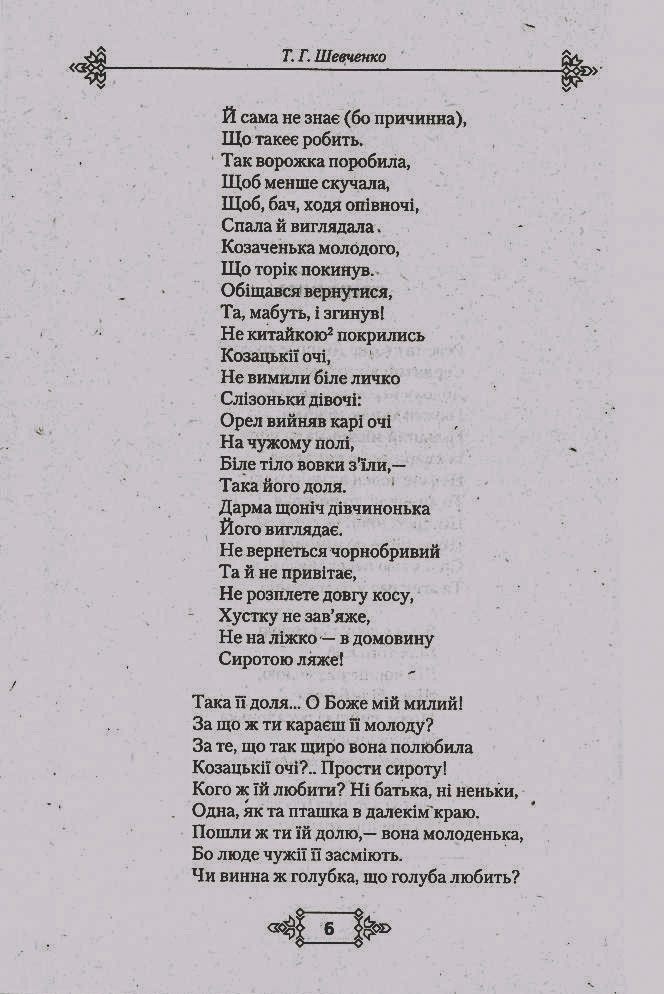 Т. Г. Шевченко
Й сама не знає (бо причинна),
Що такеє робить.
Так ворожка поробила,
Щоб менше скучала,
Щоб, бач, ходя опівночі,
Спала й виглядала
Козаченька молодого,
Що торік покинув.
Обіщався вернутися,
Та, мабуть, і згинув!
Не китайкою² покрились
Козацькії очі,
Не вимили біле личко
Слізоньки дівочі:
Орел вийняв карі очі
На чужому полі,
Біле тіло вовки з'їли,—
Така його доля.
Дарма щоніч дівчинонька
Його виглядає.
Не вернеться чорнобривий
Та й не привітає,
Не розплете довгу косу,
Хустку не зав'яже,
Не на ліжко — в домовину
Сиротою ляже!
Така її доля... О Боже мій милий!
За що ж ти караєш її молоду?
За те, що так щиро вона полюбила
Козацькії очі?.. Прости сироту!
Кого ж їй любити? Ні батька, ні неньки,
Одна, як та пташка в далекім краю.
Пошли ж ти їй долю,— вона молоденька,
Бо люде чужії її засміють.
Чи винна ж голубка, що голуба любить?
6